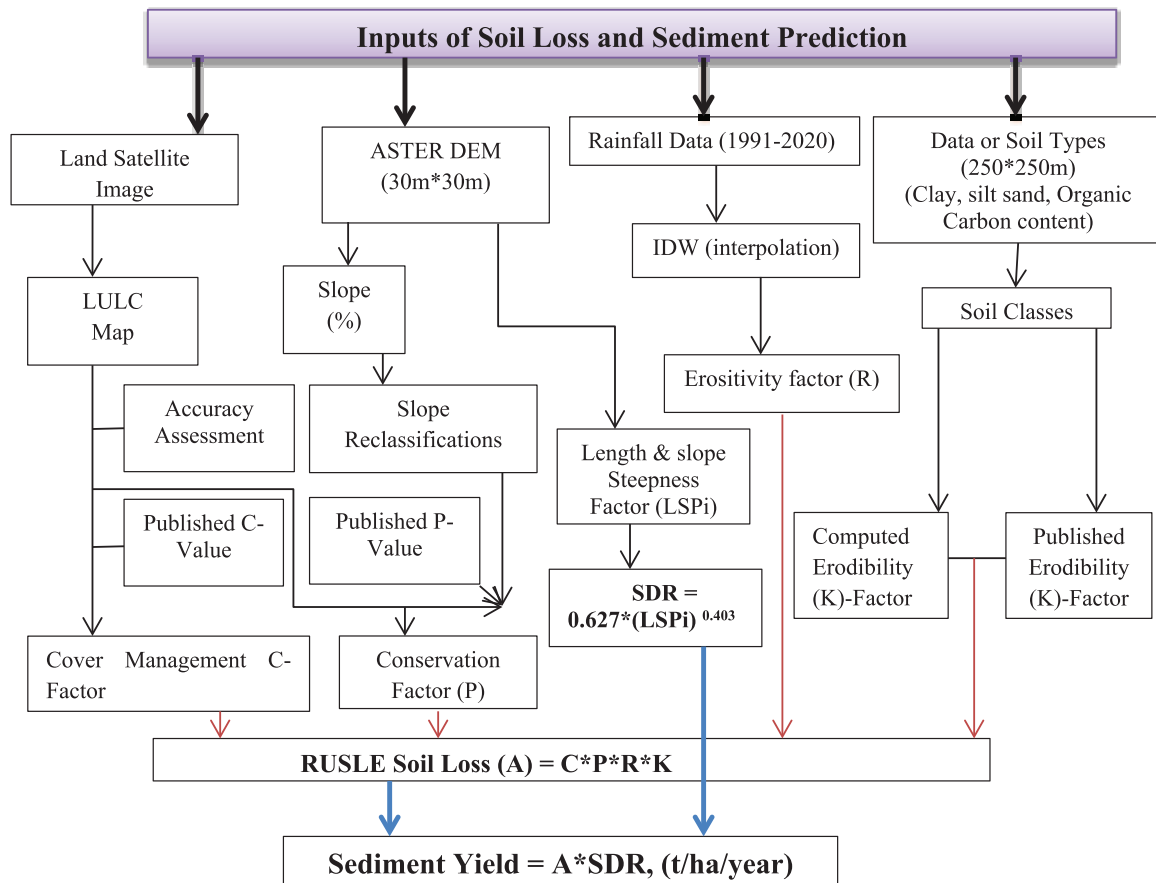 Inputs of Soil Loss and Sediment Prediction
Land Satellite
Image
ASTER DEM
(30m*30m)
Rainfall Data (1991-2020)
Data or Soil Types
(250*250m)
(Clay, silt sand, Organic
Carbon content)
IDW (interpolation)
LULC
Map
Slope
(%)
Soil Classes
Erositivity factor (R)
Accuracy
Assessment
Slope
Reclassifications
Length & slope
Steepness
Factor (LSPi)
Published C-
Value
Published P-
Value
Computed
Erodibility
(K)-Factor
Published
Erodibility
(K)-Factor
SDR =
0.627*(LSPi) 0.403
Cover Management C-
Factor
Conservation
Factor (P)
RUSLE Soil Loss (A) = C*P*R*K
Sediment Yield = A*SDR, (t/ha/year)